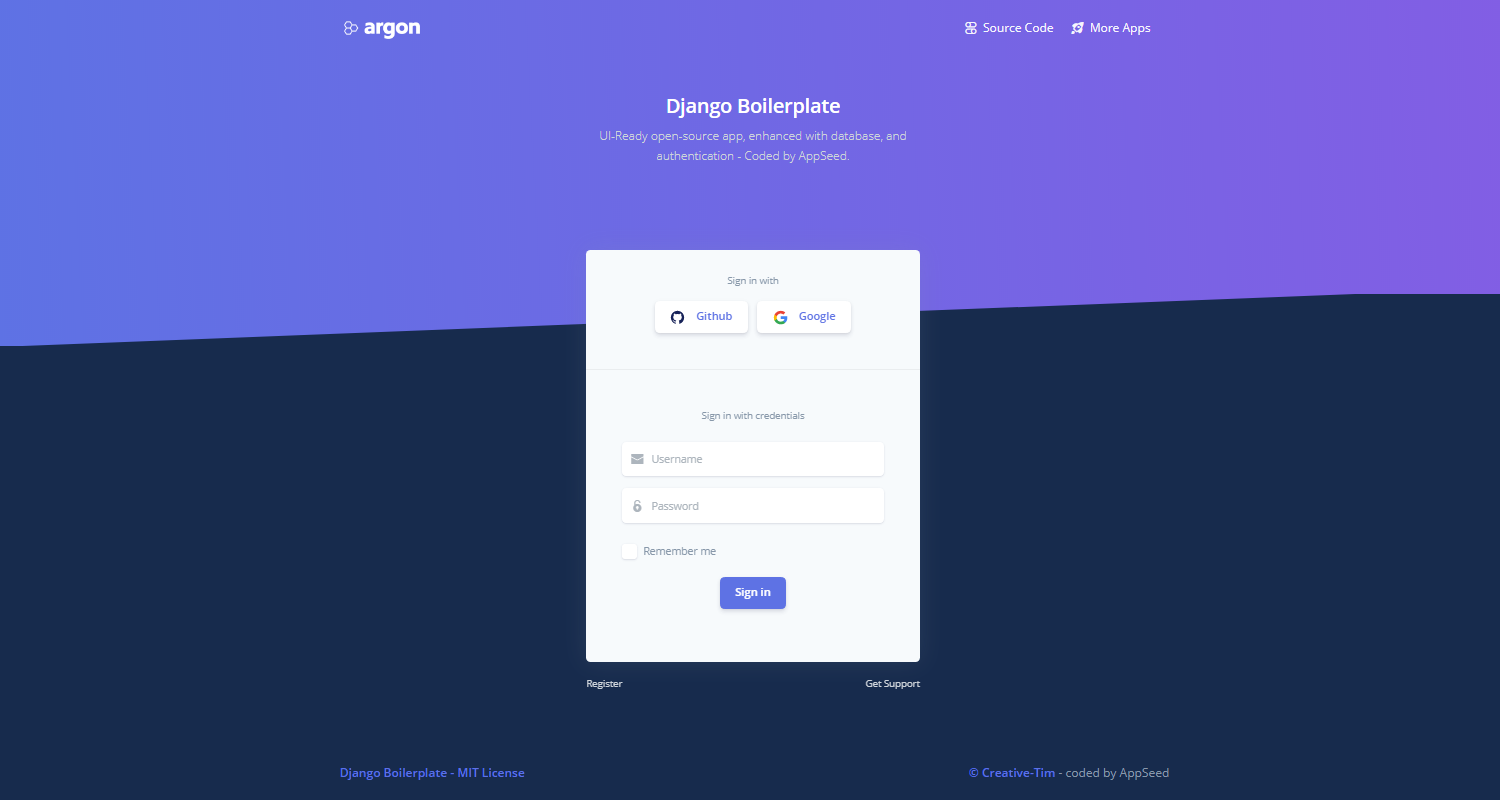 argon
Source Code
More Apps
Django Boilerplate
UI-Ready open-source app, enhanced with database, and
authentication - Coded by AppSeed.
Sign in with
Github
Google
Sign in with credentials
Username
Password
Remember me
Sign in
Register
Get Support
Django Boilerplate - MIT License
© Creative-Tim - coded by AppSeed